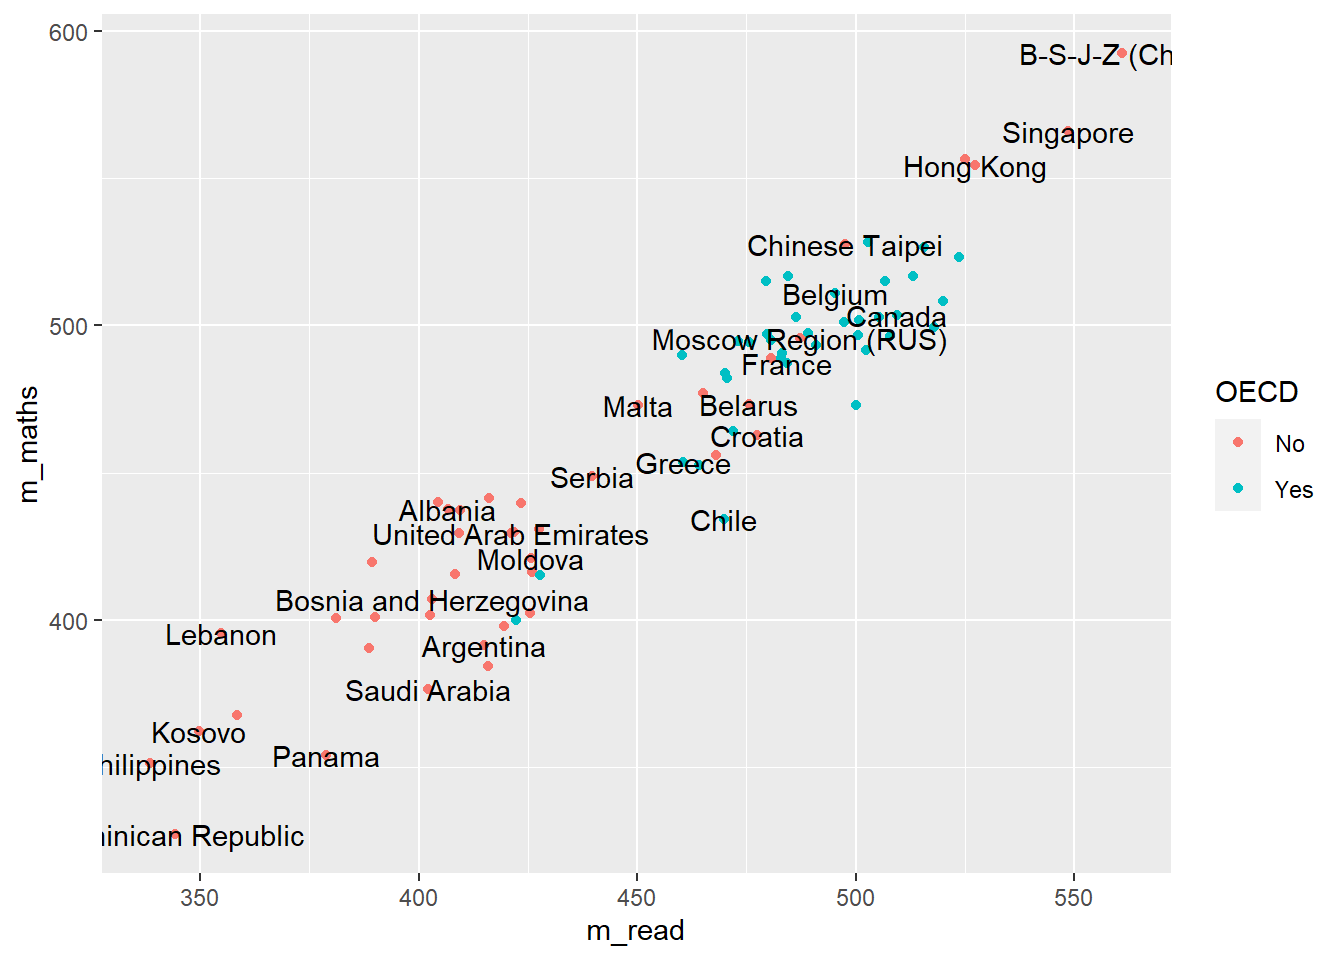 600
500
400
m_maths
B-S-J-Z (Ch
Singapore
Hong Kong
Chinese Taipei
Belgium
Canada
Moscow Region (RUS)
France
Malta
Belarus
Croatia
Greece
Serbia
Albania
Chile
United Arab Emirates
Moldova
Bosnia and Herzegovina
Lebanon
Argentina
Saudi Arabia
Kosovo
Panama
hilippines
inican Republic
350 400 450 500 550
m_read
OECD
No
Yes